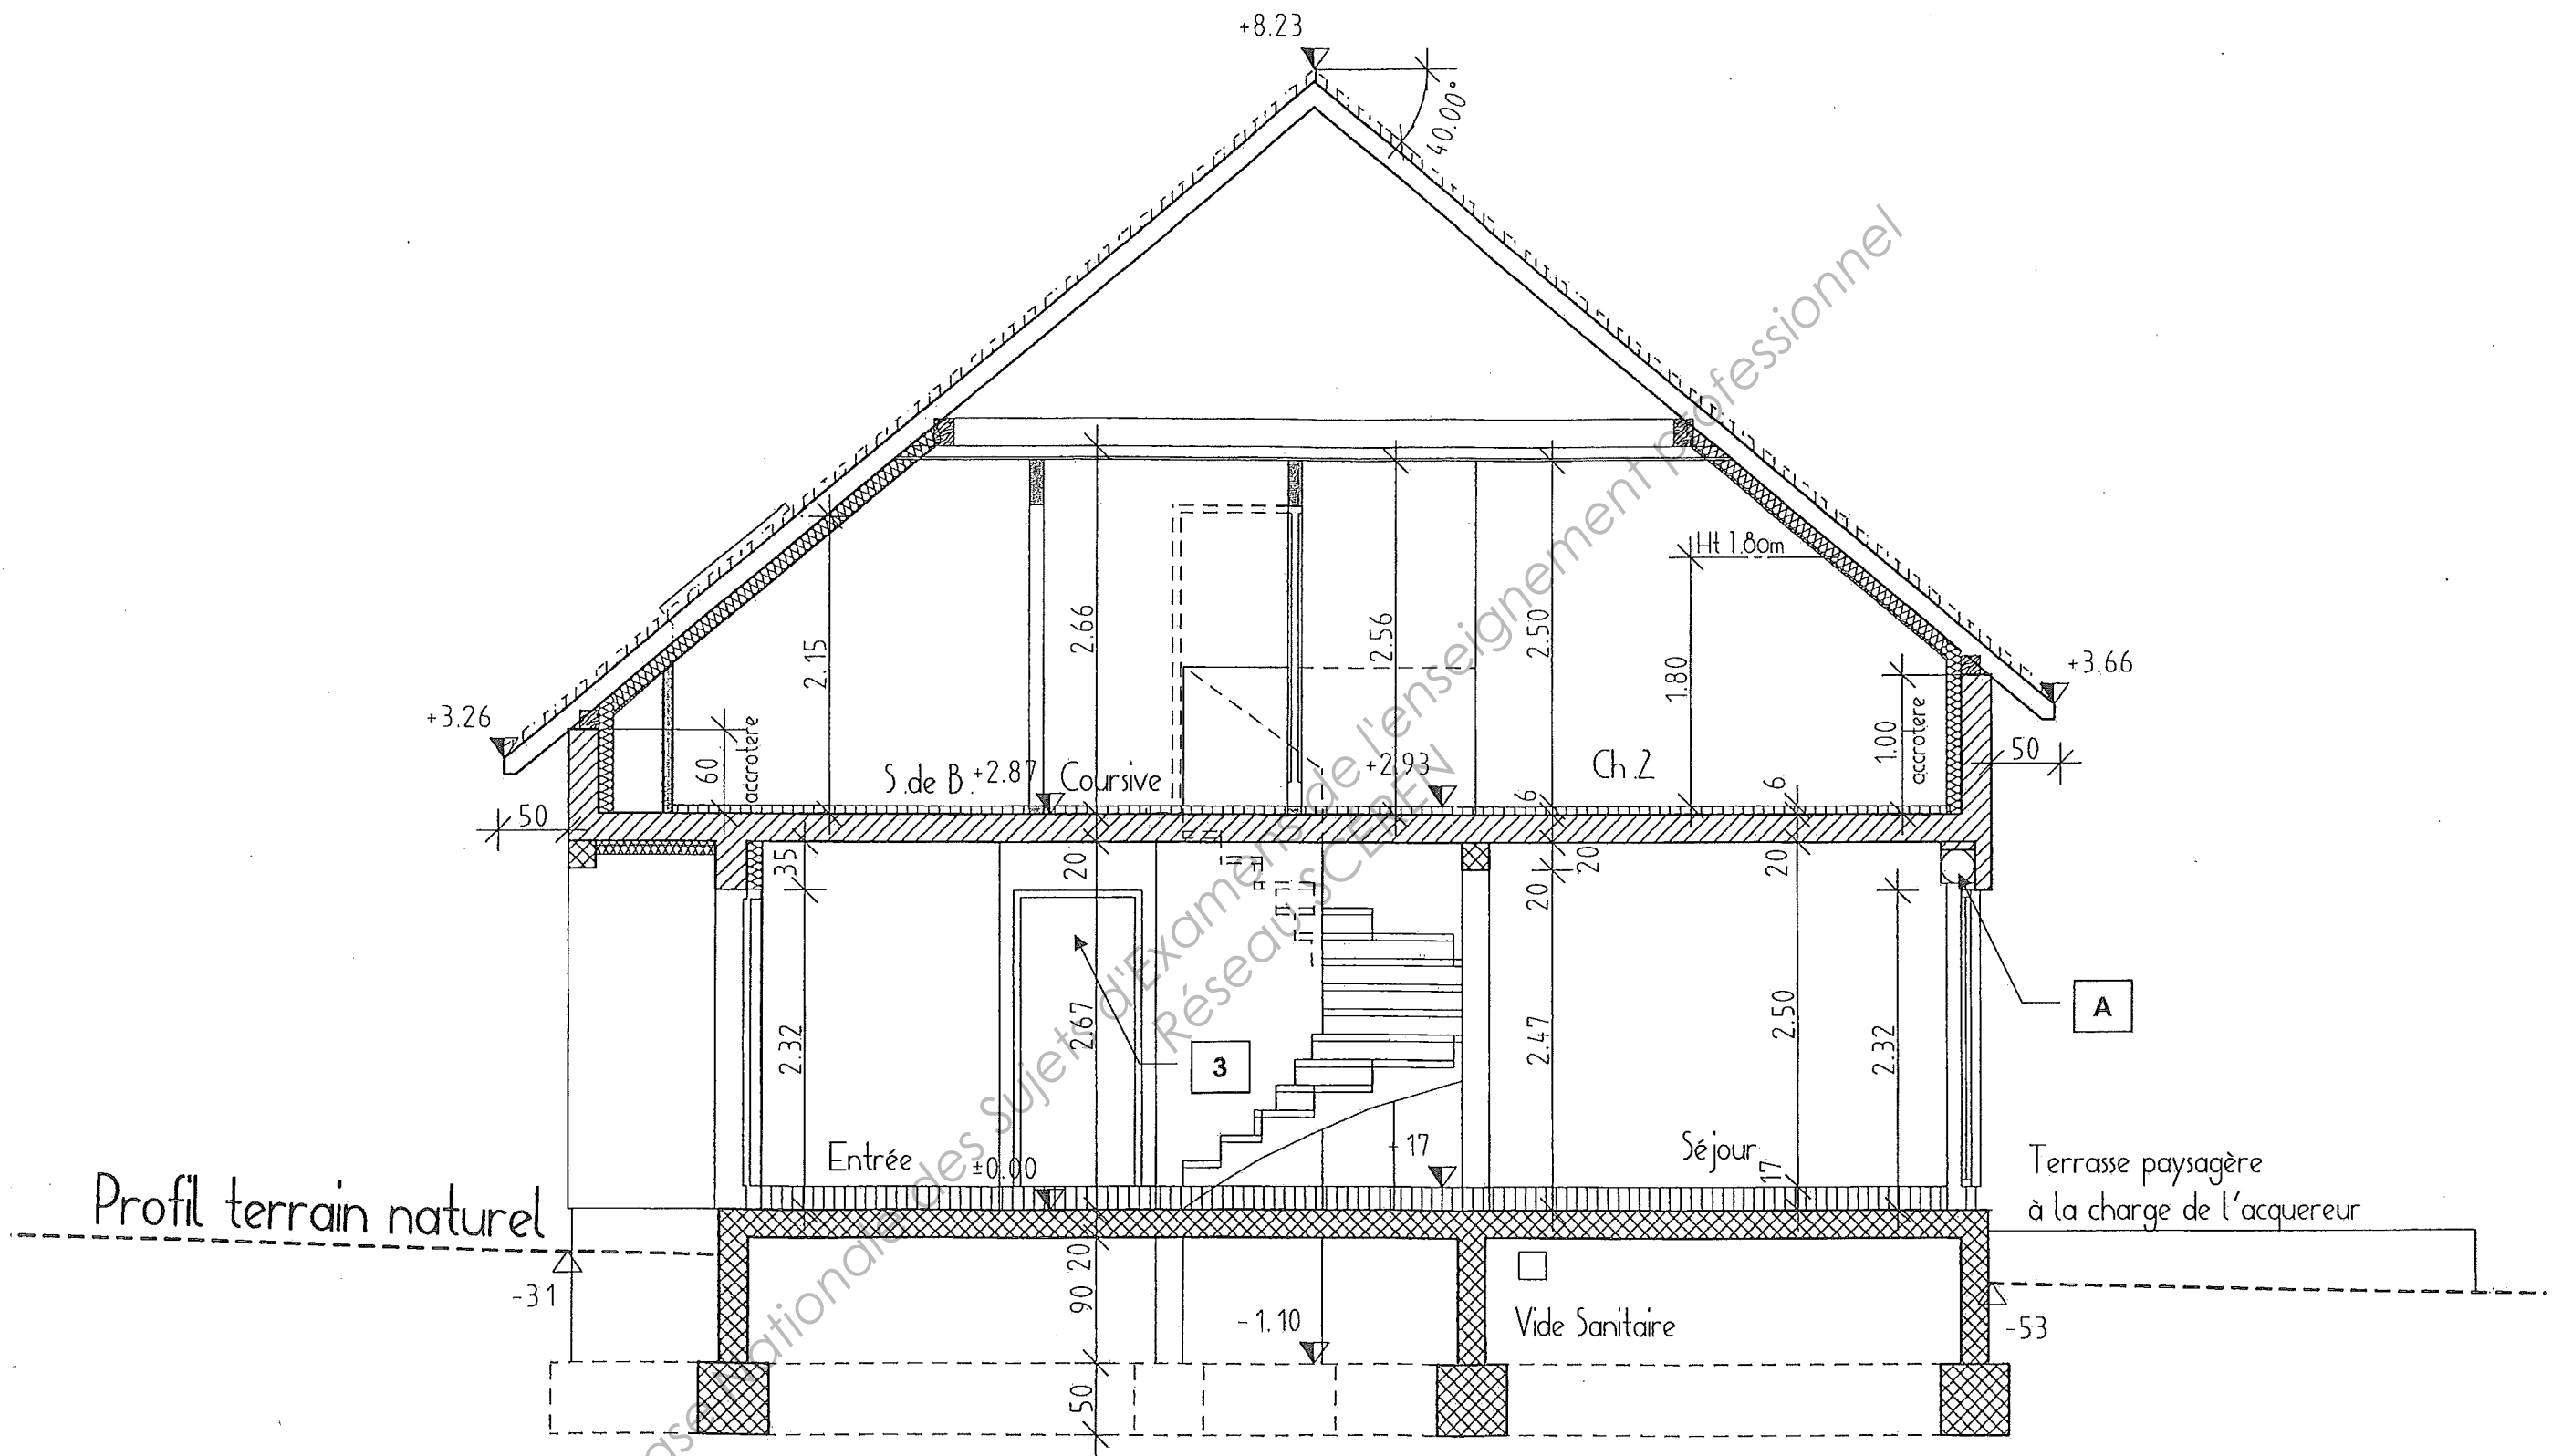 +8.23
40.00°
Ht 1.80m
2.15
2.66
2.56
2.50
1.80
+3.66
+3.26
60
accrotere
S.de B.
+2.87
Coursive
+2.93
Ch.2
6
6
1.00
accrotere
50
50
35
20
20
20
20
A
2.32
2.67
2.47
2.50
2.32
3
Entrée
±0.00
+17
Séjour
17
Terrasse paysagère
à la charge de l'acquereur
Profil terrain naturel
-31
20
90
-1.10
Vide Sanitaire
-53
50
ase Nationale des Sujets d'Examens de l'enseignement professionnel
Réseau SCEREN